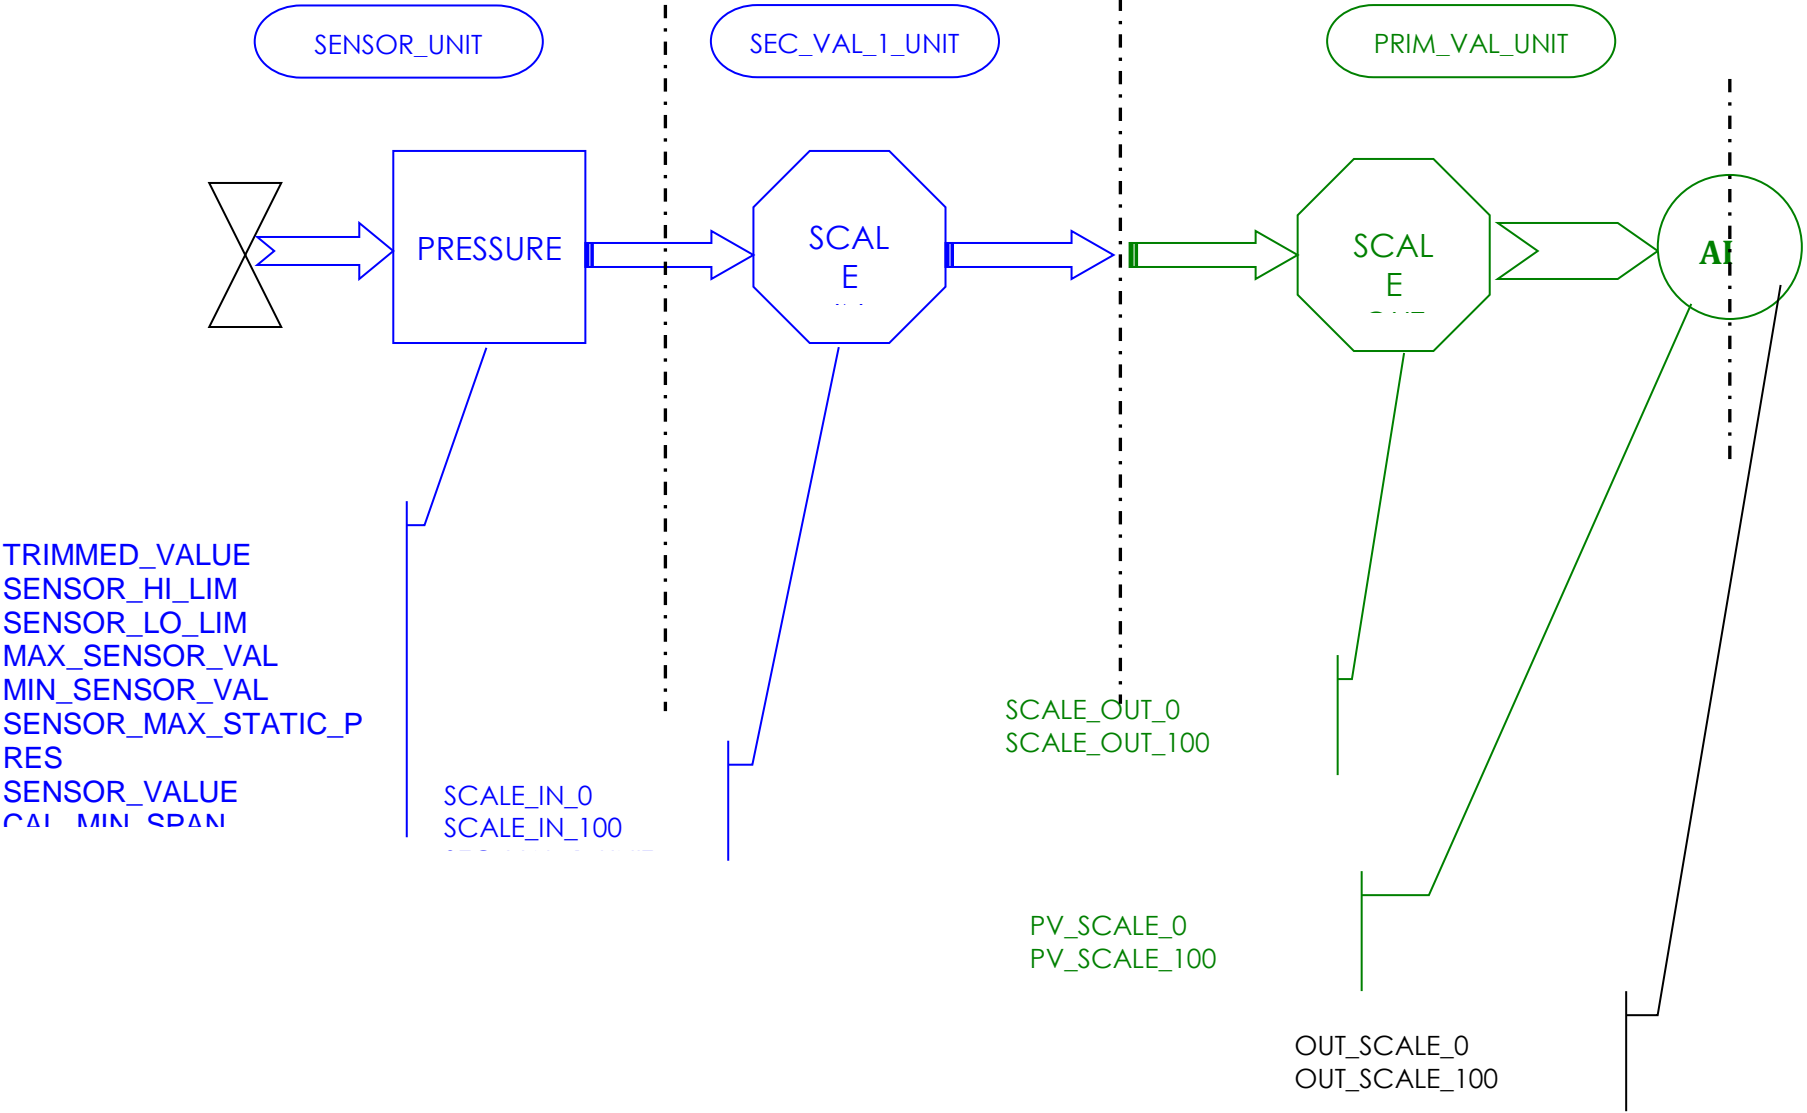 SENSOR_UNIT
SEC_VAL_1_UNIT
PRIM_VAL_UNIT
PRESSURE
SCAL
E
SCAL
E
AI
TRIMMED_VALUE
SENSOR_HI_LIM
SENSOR_LO_LIM
MAX_SENSOR_VAL
MIN_SENSOR_VAL
SENSOR_MAX_STATIC_P
RES
SENSOR_VALUE
CAL_MIN_SPAN
SCALE_IN_0
SCALE_IN_100
SCALE_OUT_0
SCALE_OUT_100
PV_SCALE_0
PV_SCALE_100
OUT_SCALE_0
OUT_SCALE_100